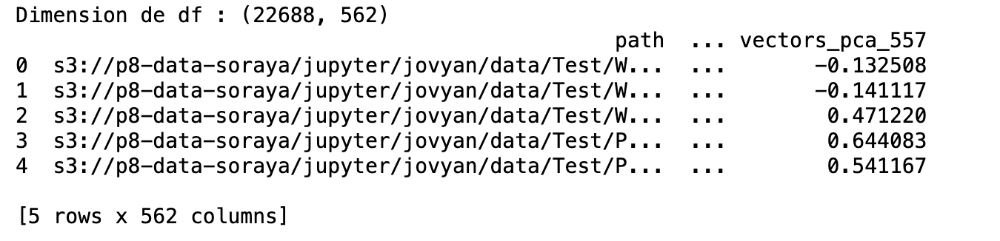 Dimension de df : (22688, 562)
path ... vectors_pca_557
0 s3://p8-data-soraya/jupyter/jovyan/data/Test/W... ... -0.132508
1 s3://p8-data-soraya/jupyter/jovyan/data/Test/W... ... -0.141117
2 s3://p8-data-soraya/jupyter/jovyan/data/Test/W... ... 0.471220
3 s3://p8-data-soraya/jupyter/jovyan/data/Test/P... ... 0.644083
4 s3://p8-data-soraya/jupyter/jovyan/data/Test/P... ... 0.541167
[5 rows x 562 columns]